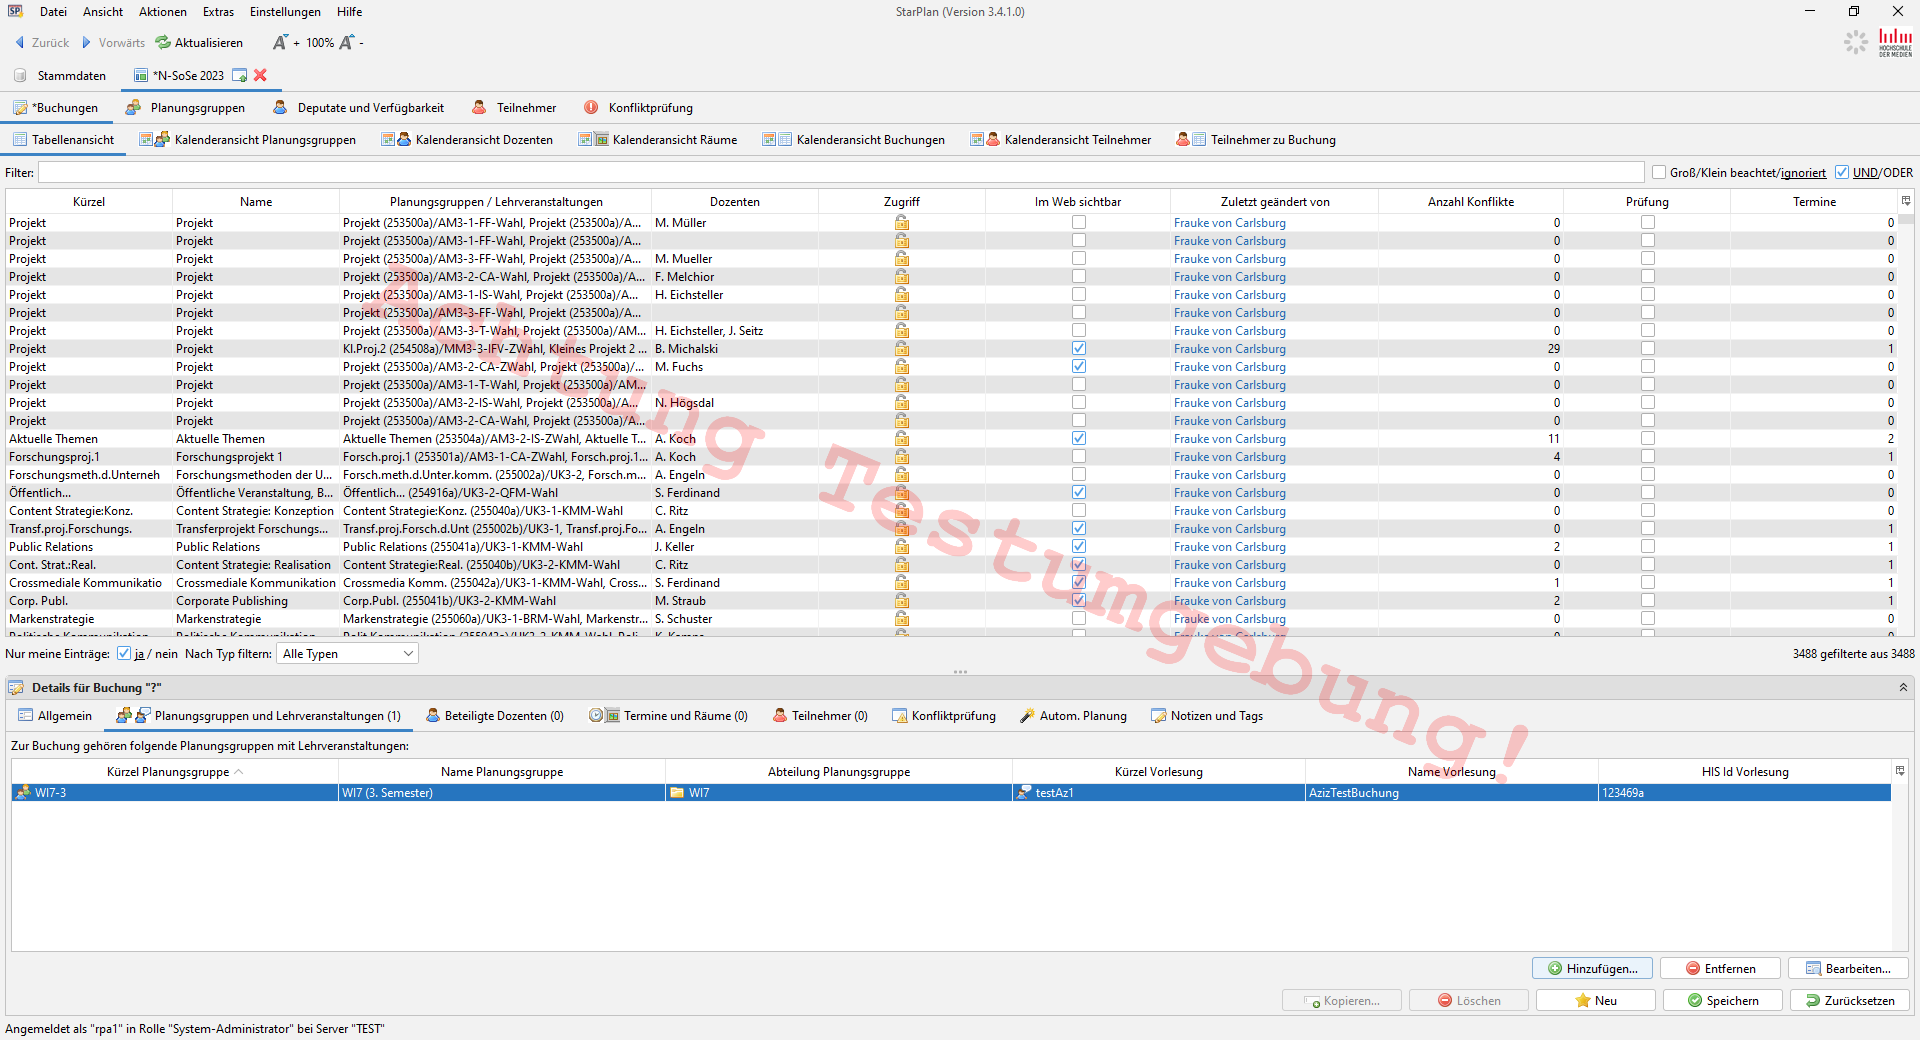 SP Datei Ansicht Aktionen Extras Einstellungen Hilfe StarPlan (Version 3.4.1.0)
Zurück Vorwärts Aktualisieren A + 100% A -
HOCHSCHULE DER MEDIEN
Stammdaten *N-SoSe 2023
*Buchungen Planungsgruppen Deputate und Verfügbarkeit Teilnehmer Konfliktprüfung
Tabellenansicht Kalenderansicht Planungsgruppen Kalenderansicht Dozenten Kalenderansicht Räume Kalenderansicht Buchungen Kalenderansicht Teilnehmer Teilnehmer zu Buchung
Filter: Groß/Klein beachtet/ignoriert UND/ODER
Kürzel Name Planungsgruppen / Lehrveranstaltungen Dozenten Zugriff Im Web sichtbar Zuletzt geändert von Anzahl Konflikte Prüfung Termine
Projekt Projekt Projekt (253500a)/AM3-1-FF-Wahl, Projekt (253500a)/A... M. Müller Frauke von Carlsburg 0 0
Projekt Projekt Projekt (253500a)/AM3-1-FF-Wahl, Projekt (253500a)/A... Frauke von Carlsburg 0 0
Projekt Projekt Projekt (253500a)/AM3-3-FF-Wahl, Projekt (253500a)/A... M. Mueller Frauke von Carlsburg 0 0
Projekt Projekt Projekt (253500a)/AM3-2-CA-Wahl, Projekt (253500a)/A... F. Melchior Frauke von Carlsburg 0 0
Projekt Projekt Projekt (253500a)/AM3-1-IS-Wahl, Projekt (253500a)/A... H. Eichsteller Frauke von Carlsburg 0 0
Projekt Projekt Projekt (253500a)/AM3-3-FF-Wahl, Projekt (253500a)/A... Frauke von Carlsburg 0 0
Projekt Projekt Projekt (253500a)/AM3-3-T-Wahl, Projekt (253500a)/AM... H. Eichsteller, J. Seitz Frauke von Carlsburg 0 0
Projekt Projekt Kl.Proj.2 (254508a)/MM3-3-IFV-ZWahl, Kleines Projekt 2 ... B. Michalski Frauke von Carlsburg 29 1
Projekt Projekt Projekt (253500a)/AM3-2-CA-ZWahl, Projekt (253500a)/... M. Fuchs Frauke von Carlsburg 0 0
Projekt Projekt Projekt (253500a)/AM3-1-T-Wahl, Projekt (253500a)/AM... Frauke von Carlsburg 0 0
Projekt Projekt Projekt (253500a)/AM3-2-IS-Wahl, Projekt (253500a)/A... N. Högsdal Frauke von Carlsburg 0 0
Projekt Projekt Projekt (253500a)/AM3-2-CA-Wahl, Projekt (253500a)/A... Frauke von Carlsburg 0 0
Aktuelle Themen Aktuelle Themen Aktuelle Themen (253504a)/AM3-2-IS-ZWahl, Aktuelle T... A. Koch Frauke von Carlsburg 11 2
Forschungsproj.1 Forschungsprojekt 1 Forsch.proj.1 (253501a)/AM3-1-CA-ZWahl, Forsch.proj.1... A. Koch Frauke von Carlsburg 4 1
Forschungsmeth.d.Unterneh Forschungsmethoden der U... Forsch.meth.d.Unter.komm. (255002a)/UK3-2, Forsch.m... A. Engeln Frauke von Carlsburg 0 0
Öffentlich... Öffentliche Veranstaltung, B... Öffentlich... (254916a)/UK3-2-QFM-Wahl S. Ferdinand Frauke von Carlsburg 0 0
Content Strategie:Konz. Content Strategie: Konzeption Content Strategie:Konz. (255040a)/UK3-1-KMM-Wahl C. Ritz Frauke von Carlsburg 0 0
Transf.proj.Forschungs. Transferprojekt Forschungs... Transf.proj.Forsch.d.Unt (255002b)/UK3-1, Transf.proj.Fo... A. Engeln Frauke von Carlsburg 0 1
Public Relations Public Relations Public Relations (255041a)/UK3-1-KMM-Wahl J. Keller Frauke von Carlsburg 2 1
Cont. Strat.:Real. Content Strategie: Realisation Content Strategie:Real. (255040b)/UK3-2-KMM-Wahl C. Ritz Frauke von Carlsburg 0 1
Crossmediale Kommunikatio Crossmediale Kommunikation Crossmedia Komm. (255042a)/UK3-1-KMM-Wahl, Cross... S. Ferdinand Frauke von Carlsburg 1 1
Corp. Publ. Corporate Publishing Corp.Publ. (255041b)/UK3-2-KMM-Wahl M. Straub Frauke von Carlsburg 2 1
Markenstrategie Markenstrategie Markenstrategie (255060a)/UK3-1-BRM-Wahl, Markenstr... S. Schuster Frauke von Carlsburg 0 0
Achtung Testumgebung!
Nur meine Einträge: ja / nein Nach Typ filtern: Alle Typen 3488 gefilterte aus 3488
Details für Buchung "?"
Allgemein Planungsgruppen und Lehrveranstaltungen (1) Beteiligte Dozenten (0) Termine und Räume (0) Teilnehmer (0) Konfliktprüfung Autom. Planung Notizen und Tags
Zur Buchung gehören folgende Planungsgruppen mit Lehrveranstaltungen:
Kürzel Planungsgruppe Name Planungsgruppe Abteilung Planungsgruppe Kürzel Vorlesung Name Vorlesung HIS Id Vorlesung
WI7-3 WI7 (3. Semester) WI7 testAz1 AzizTestBuchung 123469a
Hinzufügen... Entfernen Bearbeiten...
Kopieren... Löschen Neu Speichern Zurücksetzen
Angemeldet als "rpa1" in Rolle "System-Administrator" bei Server "TEST"